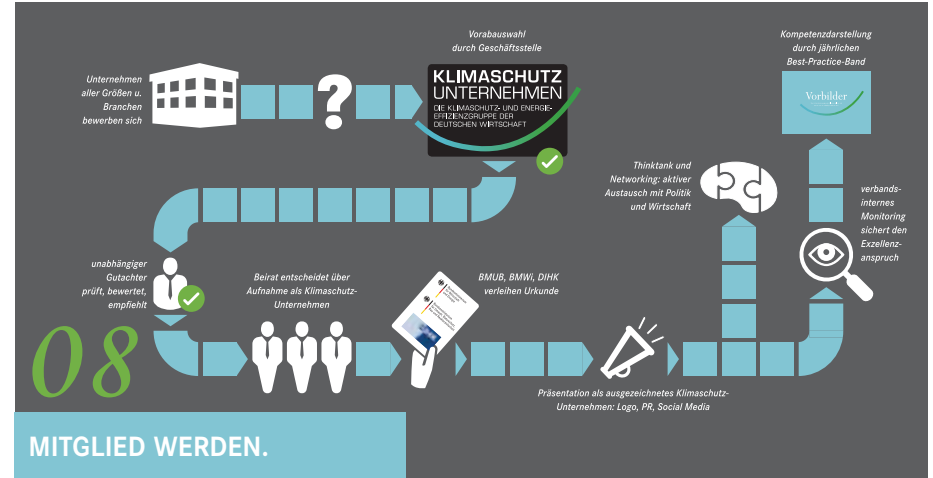 Unternehmen
aller Größen u.
Branchen
bewerben sich
?
Vorabauswahl
durch Geschäftsstelle
KLIMASCHUTZ
UNTERNEHMEN
DIE KLIMASCHUTZ- UND ENERGIE-
EFFIZIENZGRUPPE DER
DEUTSCHEN WIRTSCHAFT
unabhängiger
Gutachter
prüft, bewertet,
empfiehlt
Beirat entscheidet über
Aufnahme als Klimaschutz-
Unternehmen
BMUB, BMWi, DIHK
verleihen Urkunde
Präsentation als ausgezeichnetes Klimaschutz-
Unternehmen: Logo, PR, Social Media
Thinktank und
Networking: aktiver
Austausch mit Politik
und Wirtschaft
verbands-
internes
Monitoring
sichert den
Exzellenz-
anspruch
Kompetenzdarstellung
durch jährlichen
Best-Practice-Band
Vorbilder
08
MITGLIED WERDEN.